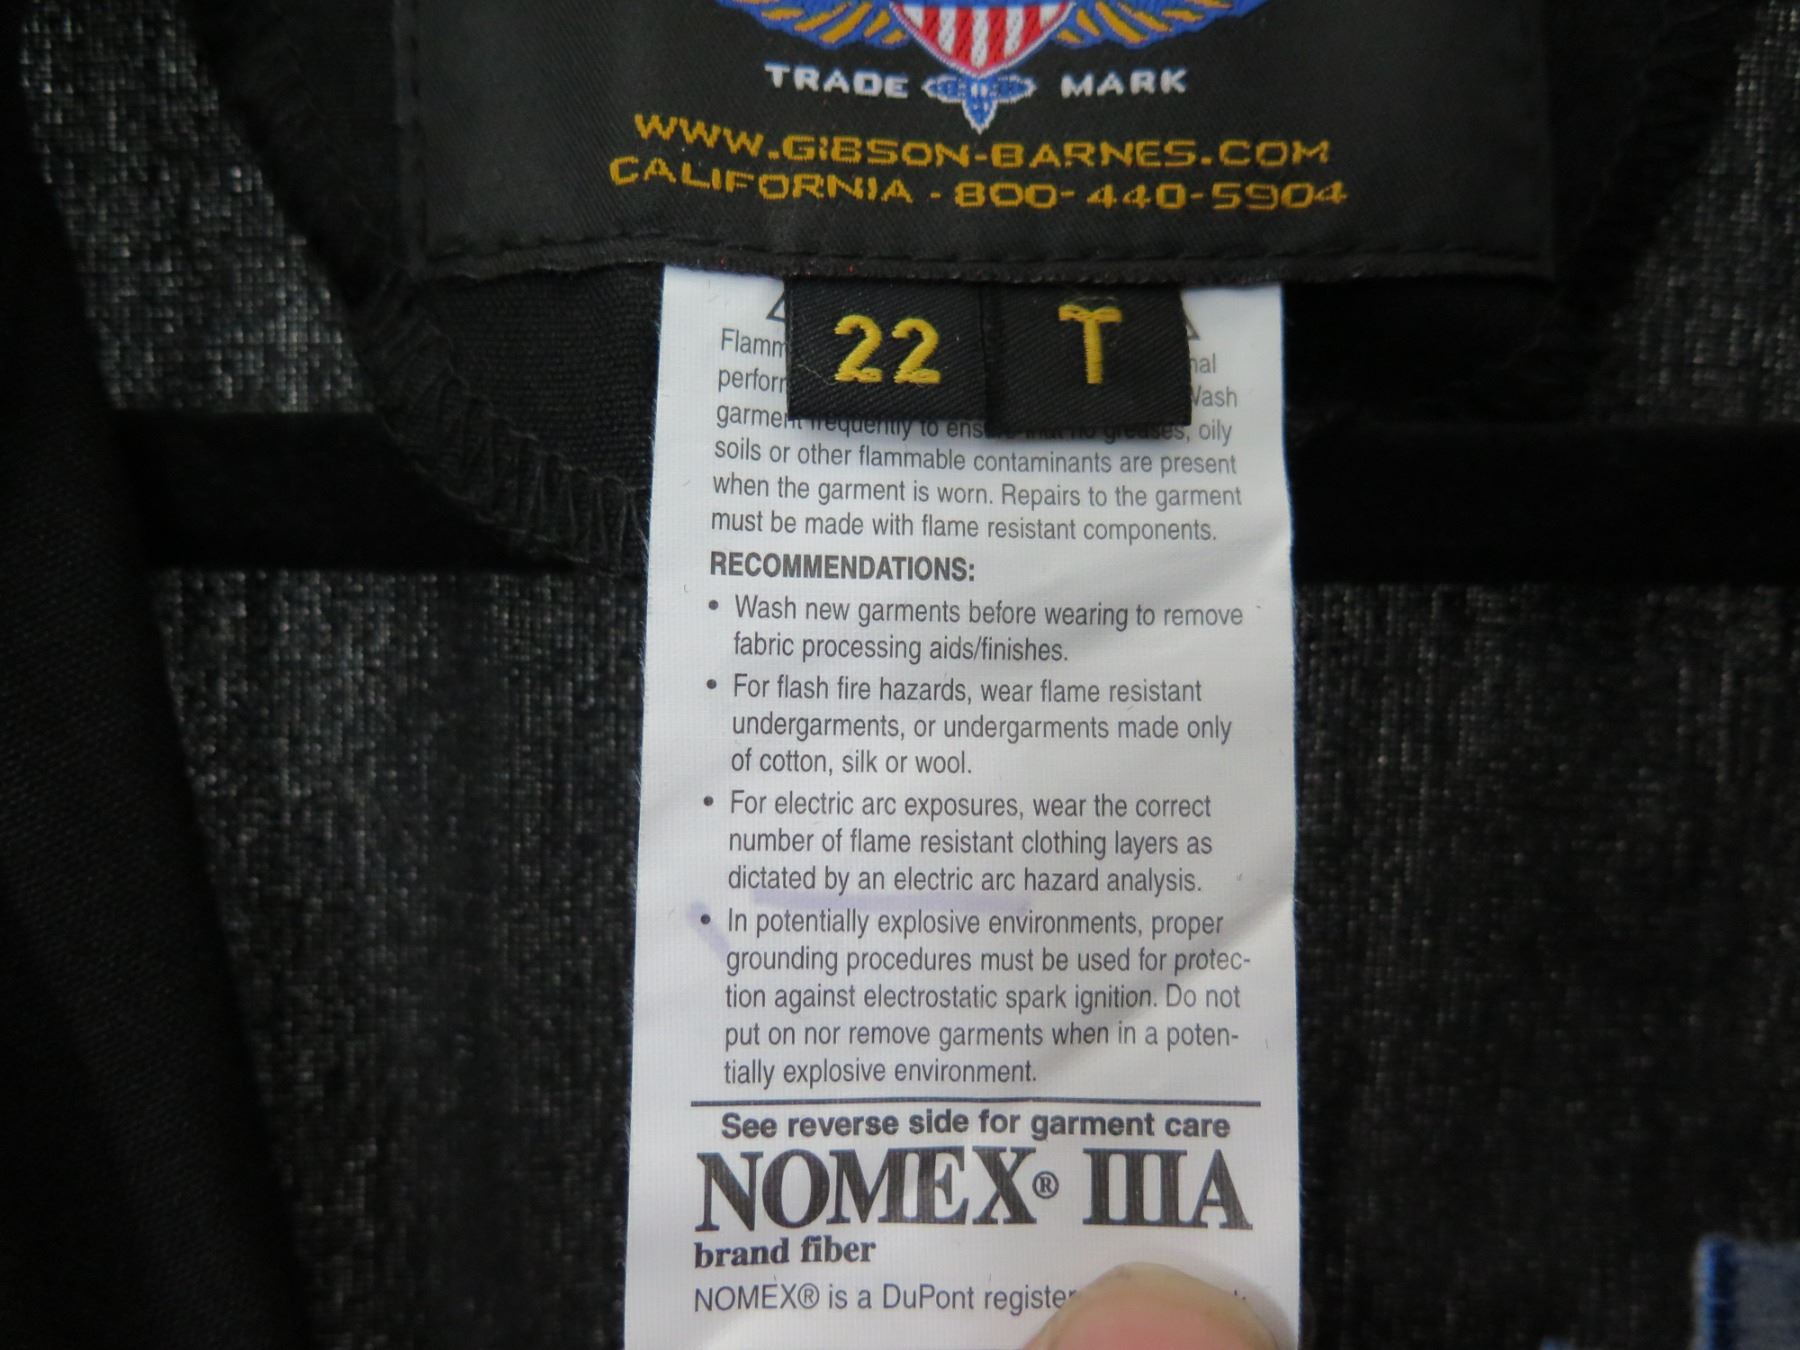 TRADE MARK
WWW.GIBSON-BARNES.COM
CALIFORNIA - 800-440-5904
22 T
soils or other flammable contaminants are present
when the garment is worn. Repairs to the garment
must be made with flame resistant components.
RECOMMENDATIONS:
• Wash new garments before wearing to remove
fabric processing aids/finishes.
• For flash fire hazards, wear flame resistant
undergarments, or undergarments made only
of cotton, silk or wool.
• For electric arc exposures, wear the correct
number of flame resistant clothing layers as
dictated by an electric arc hazard analysis.
• In potentially explosive environments, proper
grounding procedures must be used for protec-
tion against electrostatic spark ignition. Do not
put on nor remove garments when in a poten-
tially explosive environment.
See reverse side for garment care
NOMEX® IIIA
brand fiber
NOMEX® is a DuPont